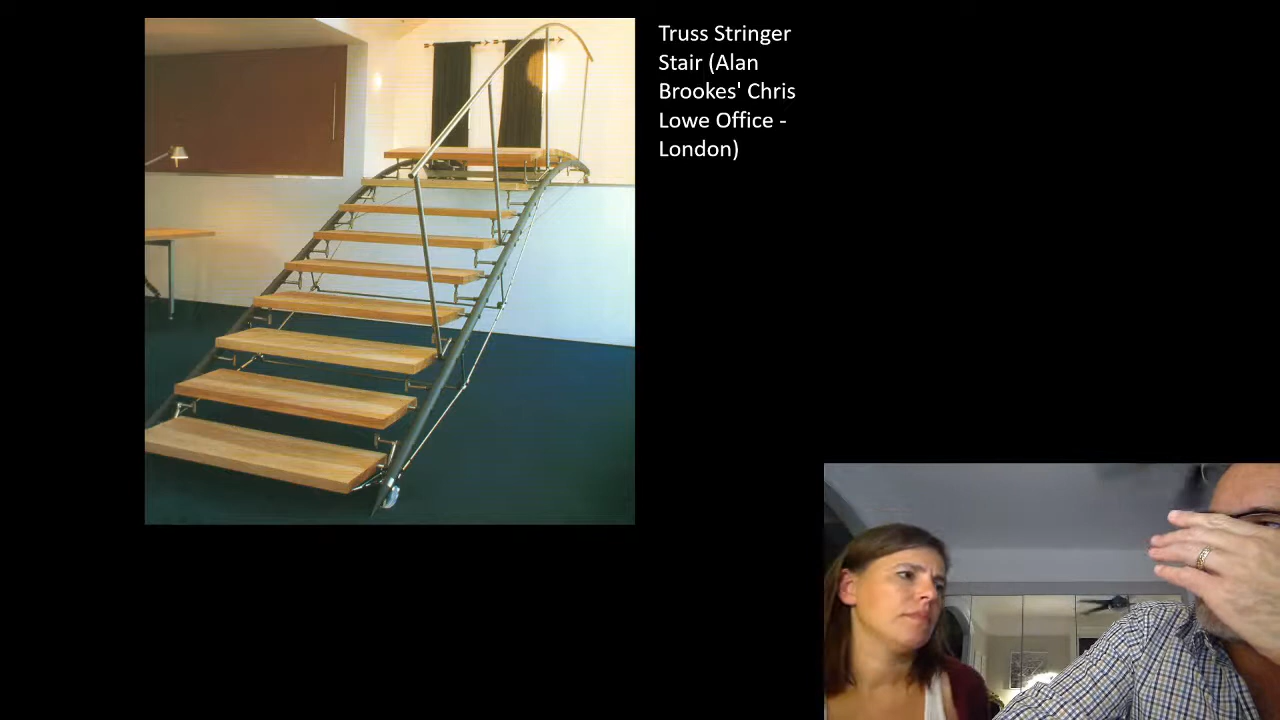 Truss Stringer
Stair (Alan
Brookes' Chris
Lowe Office -
London)